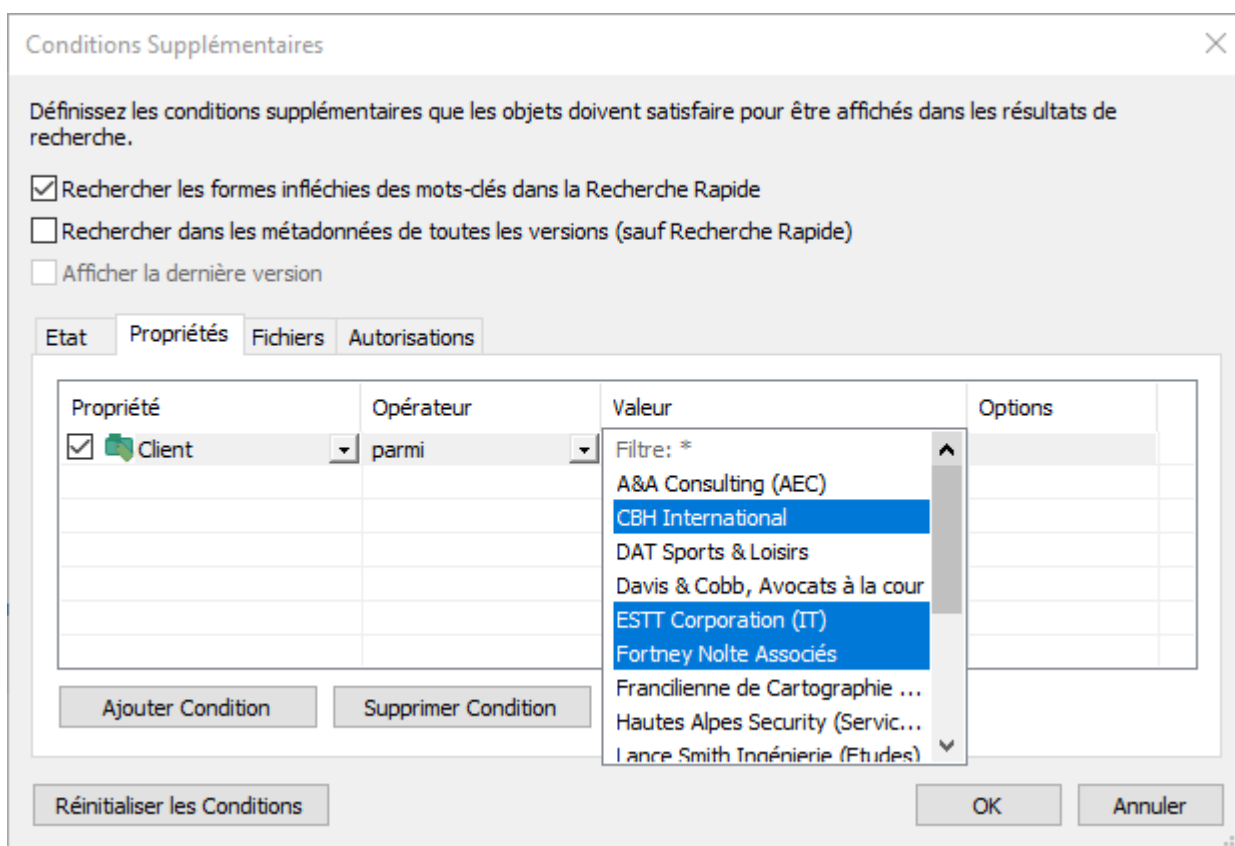 Conditions Supplémentaires
Définissez les conditions supplémentaires que les objets doivent satisfaire pour être affichés dans les résultats de
recherche.
Rechercher les formes infléchies des mots-clés dans la Recherche Rapide
Rechercher dans les métadonnées de toutes les versions (sauf Recherche Rapide)
Afficher la dernière version
Etat Propriétés Fichiers Autorisations
Propriété Opérateur Valeur Options
Client parmi Filtre: *
A&A Consulting (AEC)
CBH International
DAT Sports & Loisirs
Davis & Cobb, Avocats à la cour
ESTT Corporation (IT)
Fortney Nolte Associés
Francilienne de Cartographie ...
Ajouter Condition Supprimer Condition
Hautes Alpes Security (Servic...
Lance Smith Ingénierie (Etudes)
Réinitialiser les Conditions OK Annuler